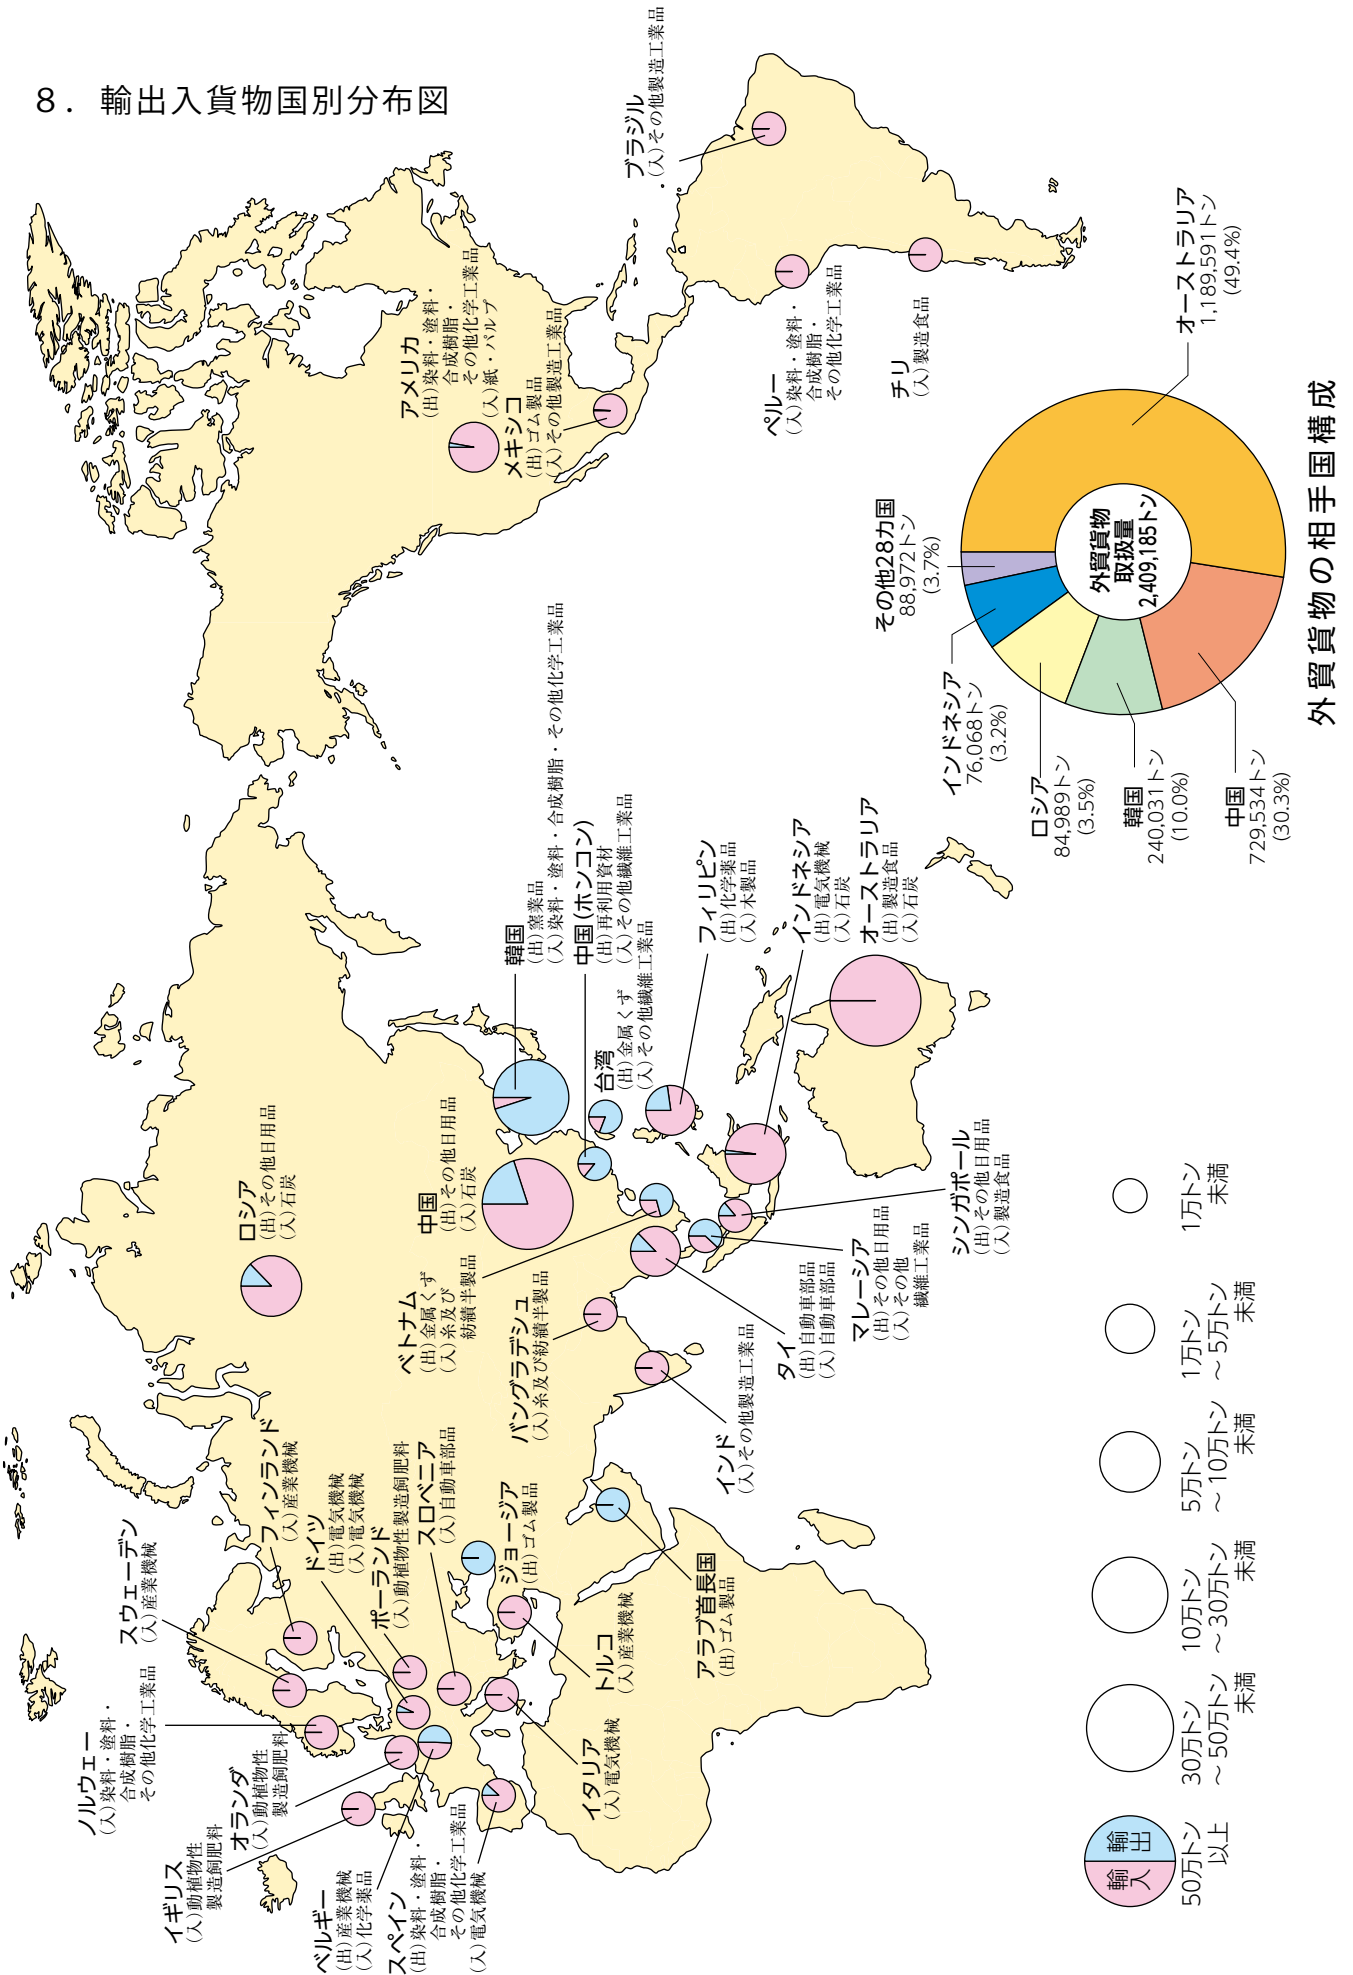 8．輸出入貨物国別分布図
ノルウェー
(入)染料・塗料・
合成樹脂・
その他化学工業品
スウェーデン
(入)産業機械
フィンランド
(入)産業機械
イギリス
(入)動植物性
製造飼肥料
オランダ
(入)動植物性
製造飼肥料
ドイツ
(出)電気機械
(入)電気機械
ポーランド
(入)動植物性製造飼肥料
スロベニア
(入)自動車部品
ベルギー
(出)産業機械
(入)化学薬品
スペイン
(出)染料・塗料・
合成樹脂・
その他化学工業品
(入)電気機械
イタリア
(入)電気機械
トルコ
(入)産業機械
ジョージア
(出)ゴム製品
アラブ首長国
(出)ゴム製品
ロシア
(出)その他日用品
(入)石炭
中国
(出)その他日用品
(入)石炭
ベトナム
(出)金属くず
(入)糸及び
紡績半製品
バングラデシュ
(入)糸及び紡績半製品
インド
(入)その他製造工業品
タイ
(出)自動車部品
(入)自動車部品
マレーシア
(出)その他日用品
(入)その他
繊維工業品
シンガポール
(出)その他日用品
(入)製造食品
韓国
(出)窯業品
(入)染料・塗料・合成樹脂・その他化学工業品
中国(ホンコン)
(出)再利用資材
(入)その他繊維工業品
台湾
(出)金属くず
(入)その他繊維工業品
フィリピン
(出)化学薬品
(入)木製品
インドネシア
(出)電気機械
(入)石炭
オーストラリア
(出)製造食品
(入)石炭
アメリカ
(出)染料・塗料・
合成樹脂・
その他化学工業品
(入)紙・パルプ
メキシコ
(出)ゴム製品
(入)その他製造工業品
ブラジル
(入)その他製造工業品
ペルー
(入)染料・塗料・
合成樹脂・
その他化学工業品
チリ
(入)製造食品
外貿貨物
取扱量
2,409,185トン
オーストラリア
1,189,591トン
(49.4%)
中国
729,534トン
(30.3%)
韓国
240,031トン
(10.0%)
ロシア
84,989トン
(3.5%)
インドネシア
76,068トン
(3.2%)
その他28カ国
88,972トン
(3.7%)
外貿貨物の相手国構成
輸入
輸出
50万トン
以上
30万トン
～50万トン
未満
10万トン
～30万トン
未満
5万トン
～10万トン
未満
1万トン
～5万トン
未満
1万トン
未満